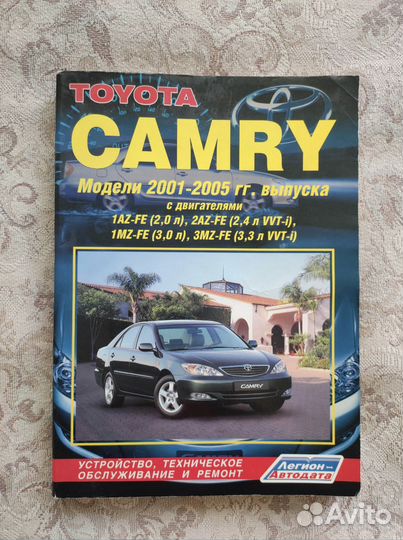 TOYOTA
CAMRY
Модели 2001-2005 гг. выпуска
с двигателями
1AZ-FE (2,0 л), 2AZ-FE (2,4 л VVT-i),
1MZ-FE (3,0 л), 3MZ-FE (3,3 л VVT-i)
CAMRY
УСТРОЙСТВО, ТЕХНИЧЕСКОЕ
ОБСЛУЖИВАНИЕ И РЕМОНТ
Легион-
Автодата
Avito